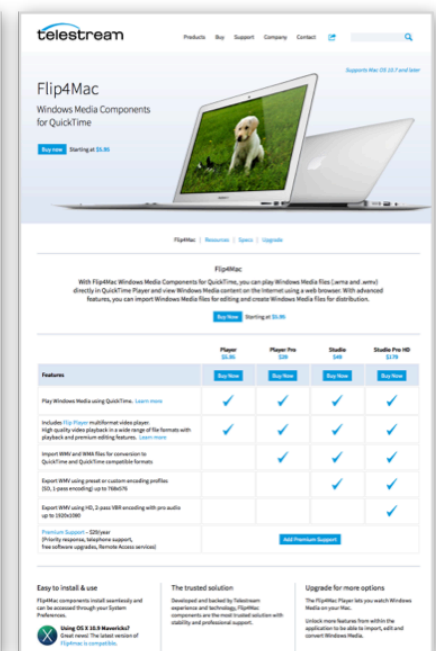 telestream
Products Buy Support Company Contact
Supports Mac OS 10.7 and later
Flip4Mac
Windows Media Components
for QuickTime
Buy now Starting at $5.95
Flip4Mac | Resources | Specs | Upgrade
Flip4Mac
With Flip4Mac Windows Media Components for QuickTime, you can play Windows Media files (.wma and .wmv)
directly in QuickTime Player and view Windows Media content on the Internet using a web browser. With advanced
features, you can import Windows Media files for editing and create Windows Media files for distribution.
Buy Now Starting at $5.95
Player Player Pro Studio Studio Pro HD
$5.95 $29 $49 $179
Features Buy Now Buy Now Buy Now Buy Now
Play Windows Media using QuickTime. Learn more
Includes Flip Player multiformat video player.
High quality video playback in a wide range of file formats with
playback and premium editing features. Learn more
Import WMV and WMA files for conversion to
QuickTime and QuickTime compatible formats
Export WMV using preset or custom encoding profiles
(SD, 1-pass encoding) up to 768x576
Export WMV using HD, 2-pass VBR encoding with pro audio
up to 1920x1080
Premium Support – $29/year
(Priority response, telephone support,
free software upgrades, Remote Access services)
Add Premium Support
Easy to install & use
Flip4Mac components install seamlessly and
can be accessed through your System
Preferences.
Using OS X 10.9 Mavericks?
Great news! The latest version of
Flip4mac is compatible.
The trusted solution
Developed and backed by Telestream
experience and technology, Flip4Mac
components are the most trusted solution with
stability and professional support.
Upgrade for more options
The Flip4Mac Player lets you watch Windows
Media on your Mac.
Unlock more features from within the
application to be able to import, edit and
convert Windows Media.